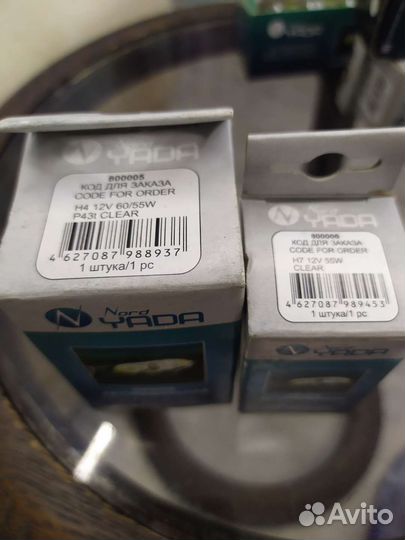 Nord
YADA
800005
КОД ДЛЯ ЗАКАЗА
CODE FOR ORDER
H4 12V 60/55W
P43t CLEAR
4 627087 988937
1 штука/1 pc
Nord
YADA
YADA
КОД ДЛЯ ЗАКАЗА
CODE FOR ORDER
H7 12V 55W
CLEAR
4 627087 989453
1 штука/1 pc
Nord
YADA
Avito